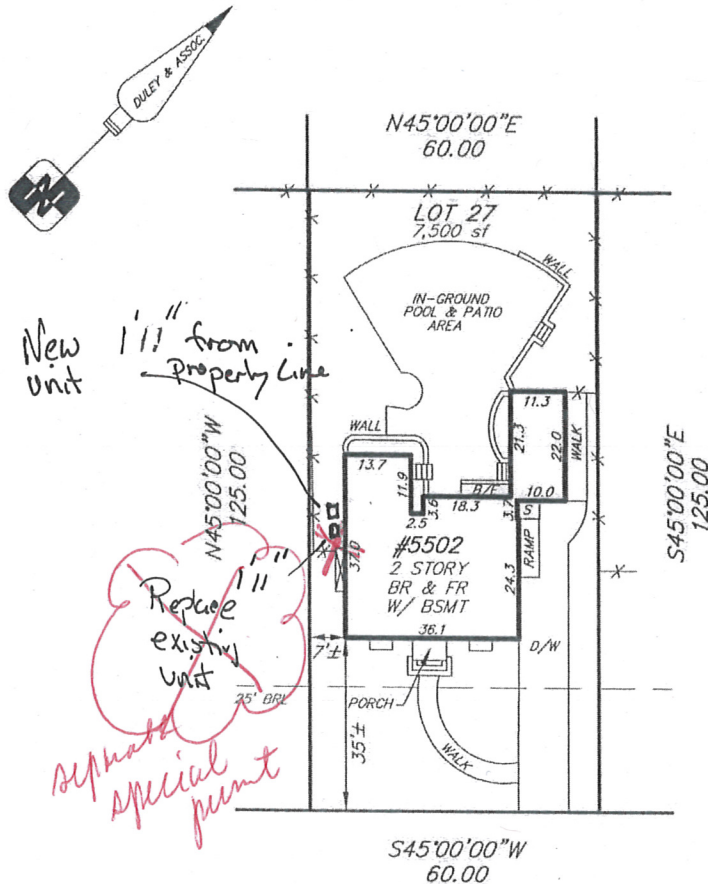 DULEY & ASSOC.
N45°00'00"E
60.00
LOT 27
7,500 sf
WALL
IN-GROUND
POOL & PATIO
AREA
New 1'11" from
unit Property Line
N45°00'00"W
125.00
WALL
13.7
11.9
2.5
3.6
18.3
B/E
3.7
11.3
21.3
22.0
WALK
10.0
S
RAMP
S45°00'00"E
125.00
37.0
#5502
2 STORY
BR & FR
W/ BSMT
24.3
36.1
1'11"
Replace
existing
unit
7'±
D/W
25' BRL
PORCH
35'±
WALK
separate
special
permit
S45°00'00"W
60.00